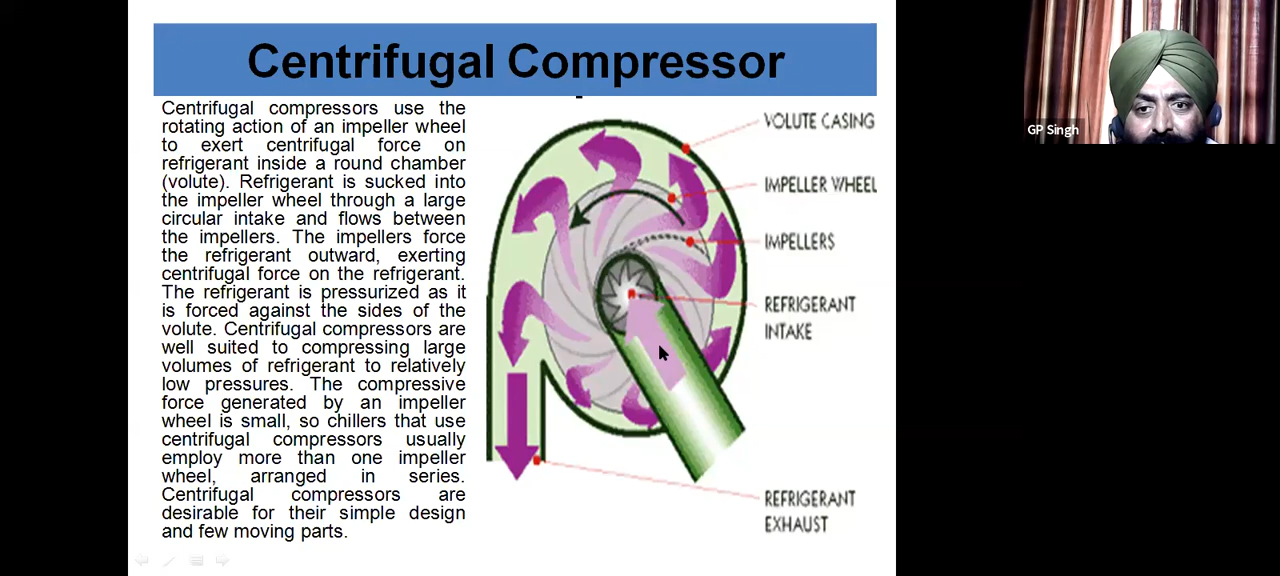 Centrifugal Compressor
Centrifugal compressors use the
rotating action of an impeller wheel
to exert centrifugal force on
refrigerant inside a round chamber
(volute). Refrigerant is sucked into
the impeller wheel through a large
circular intake and flows between
the impellers. The impellers force
the refrigerant outward, exerting
centrifugal force on the refrigerant.
The refrigerant is pressurized as it
is forced against the sides of the
volute. Centrifugal compressors are
well suited to compressing large
volumes of refrigerant to relatively
low pressures. The compressive
force generated by an impeller
wheel is small, so chillers that use
centrifugal compressors usually
employ more than one impeller
wheel, arranged in series.
Centrifugal compressors are
desirable for their simple design
and few moving parts.
VOLUTE CASING
IMPELLER WHEEL
IMPELLERS
REFRIGERANT
INTAKE
REFRIGERANT
EXHAUST
GP Singh